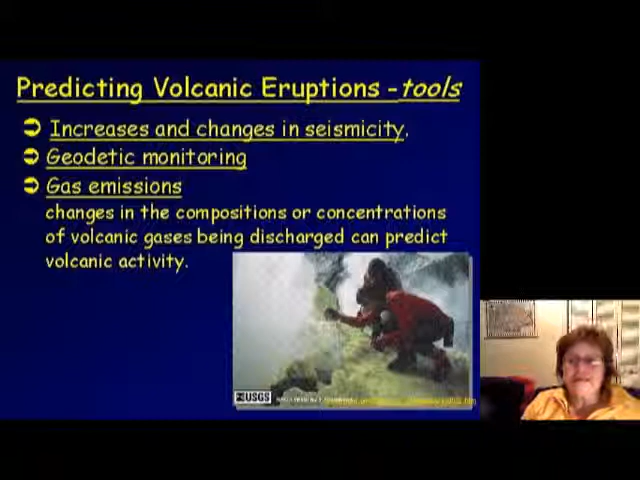 Predicting Volcanic Eruptions -tools
Increases and changes in seismicity,
Geodetic monitoring
Gas emissions
changes in the compositions or concentrations
of volcanic gases being discharged can predict
volcanic activity.
USGS